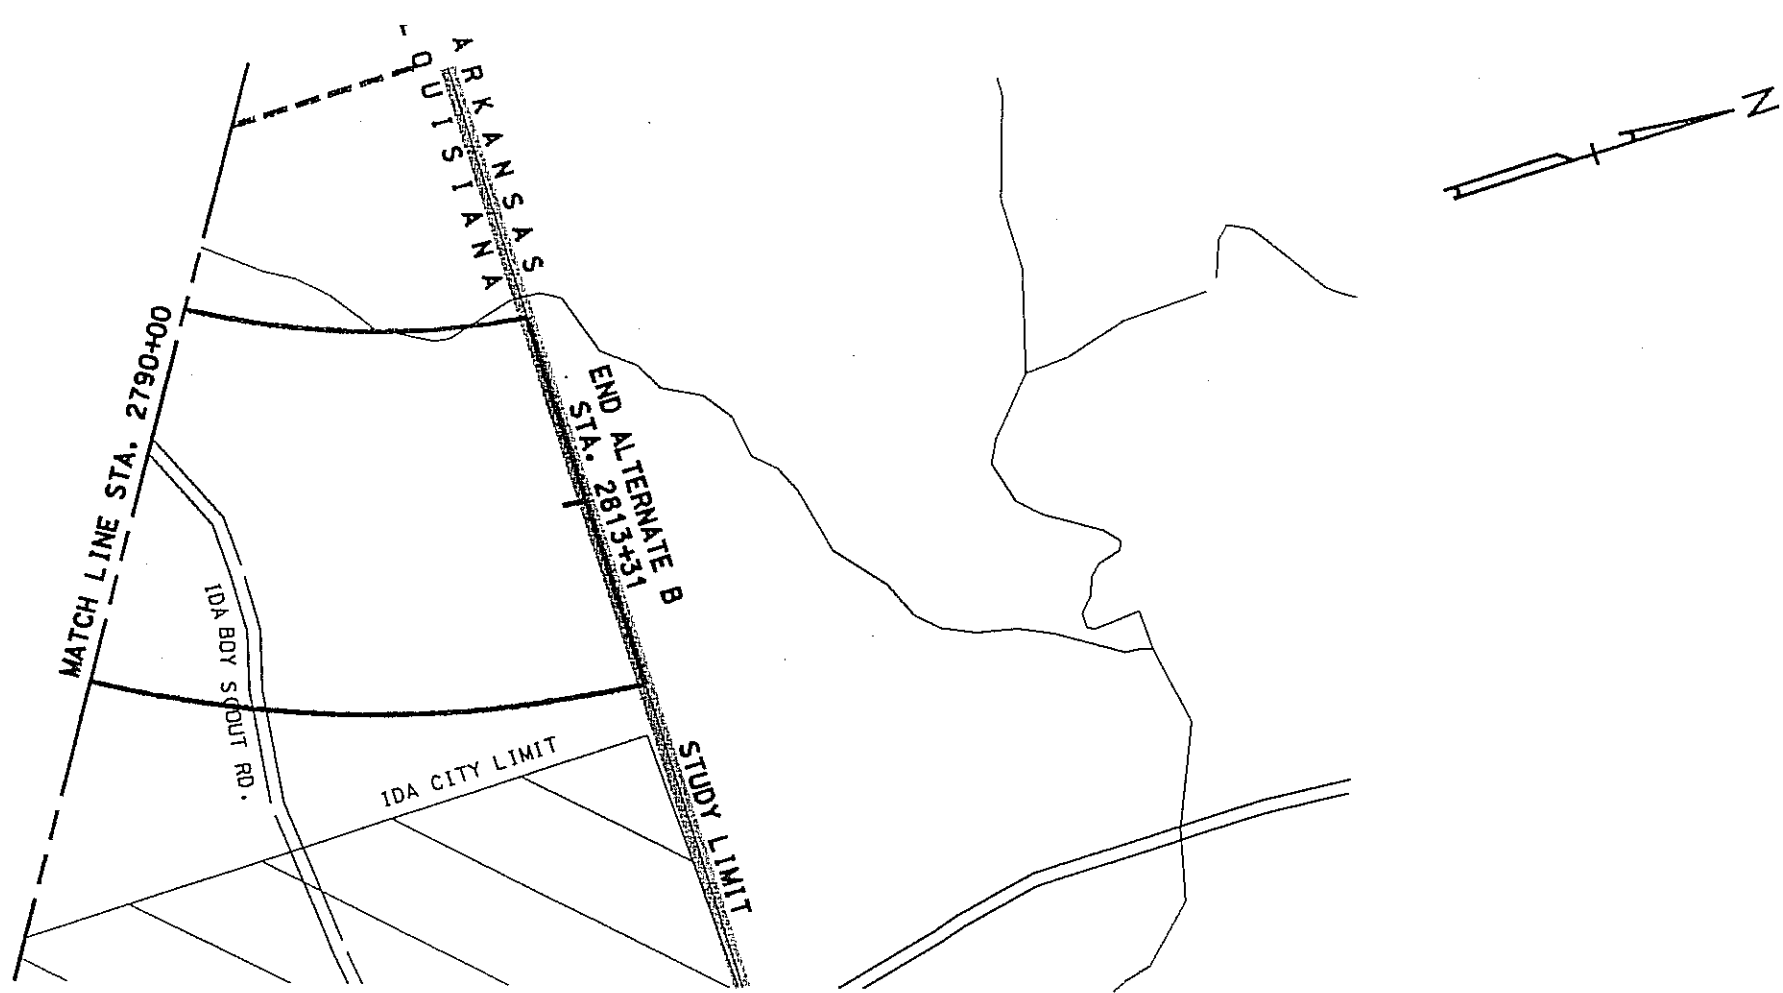 ARKANSAS
LOUISIANA
N
MATCH LINE STA. 2790+00
END ALTERNATE B
STA. 2813+31
IDA BOY SCOUT RD.
IDA CITY LIMIT
STUDY LIMIT